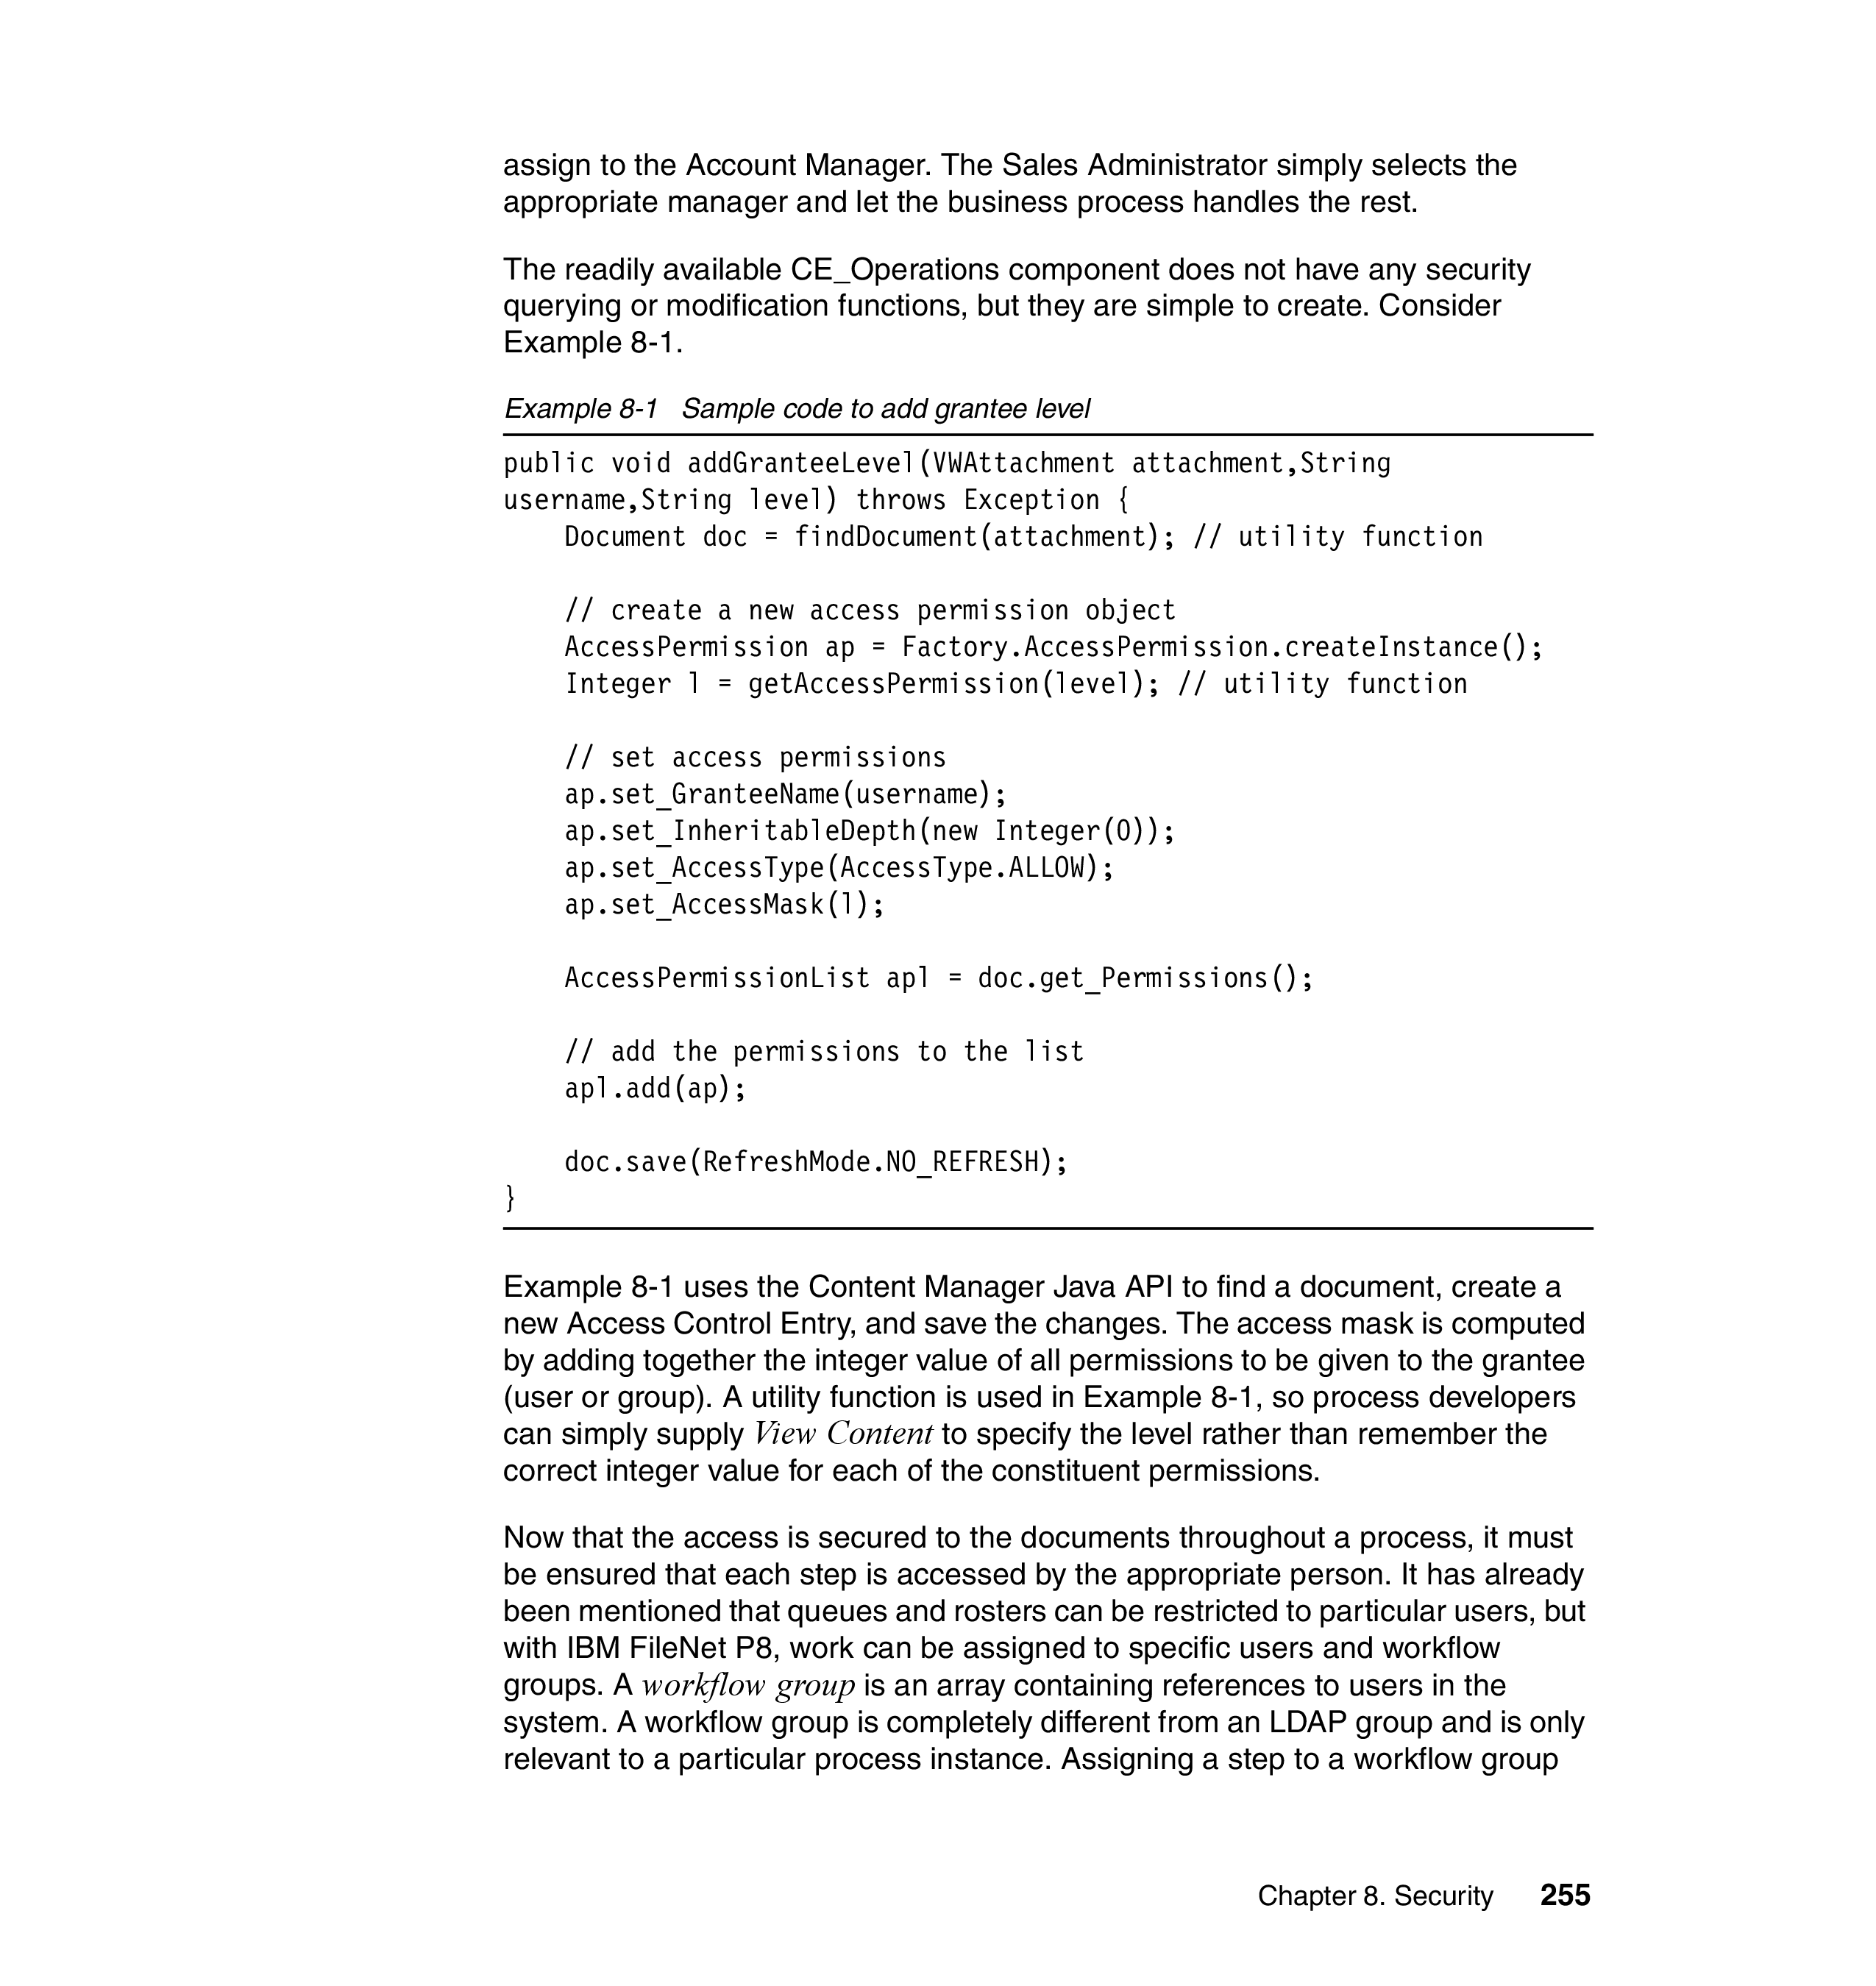 assign to the Account Manager. The Sales Administrator simply selects the
appropriate manager and let the business process handles the rest.
The readily available CE_Operations component does not have any security
querying or modification functions, but they are simple to create. Consider
Example 8-1.
Example 8-1   Sample code to add grantee level
public void addGranteeLevel(VWAttachment attachment,String
username,String level) throws Exception {
    Document doc = findDocument(attachment); // utility function
    // create a new access permission object
    AccessPermission ap = Factory.AccessPermission.createInstance();
    Integer l = getAccessPermission(level); // utility function
    // set access permissions
    ap.set_GranteeName(username);
    ap.set_InheritableDepth(new Integer(0));
    ap.set_AccessType(AccessType.ALLOW);
    ap.set_AccessMask(l);
    AccessPermissionList apl = doc.get_Permissions();
    // add the permissions to the list
    apl.add(ap);
    doc.save(RefreshMode.NO_REFRESH);
}
Example 8-1 uses the Content Manager Java API to find a document, create a
new Access Control Entry, and save the changes. The access mask is computed
by adding together the integer value of all permissions to be given to the grantee
(user or group). A utility function is used in Example 8-1, so process developers
can simply supply View Content to specify the level rather than remember the
correct integer value for each of the constituent permissions.
Now that the access is secured to the documents throughout a process, it must
be ensured that each step is accessed by the appropriate person. It has already
been mentioned that queues and rosters can be restricted to particular users, but
with IBM FileNet P8, work can be assigned to specific users and workflow
groups. A workflow group is an array containing references to users in the
system. A workflow group is completely different from an LDAP group and is only
relevant to a particular process instance. Assigning a step to a workflow group
Chapter 8. Security   255